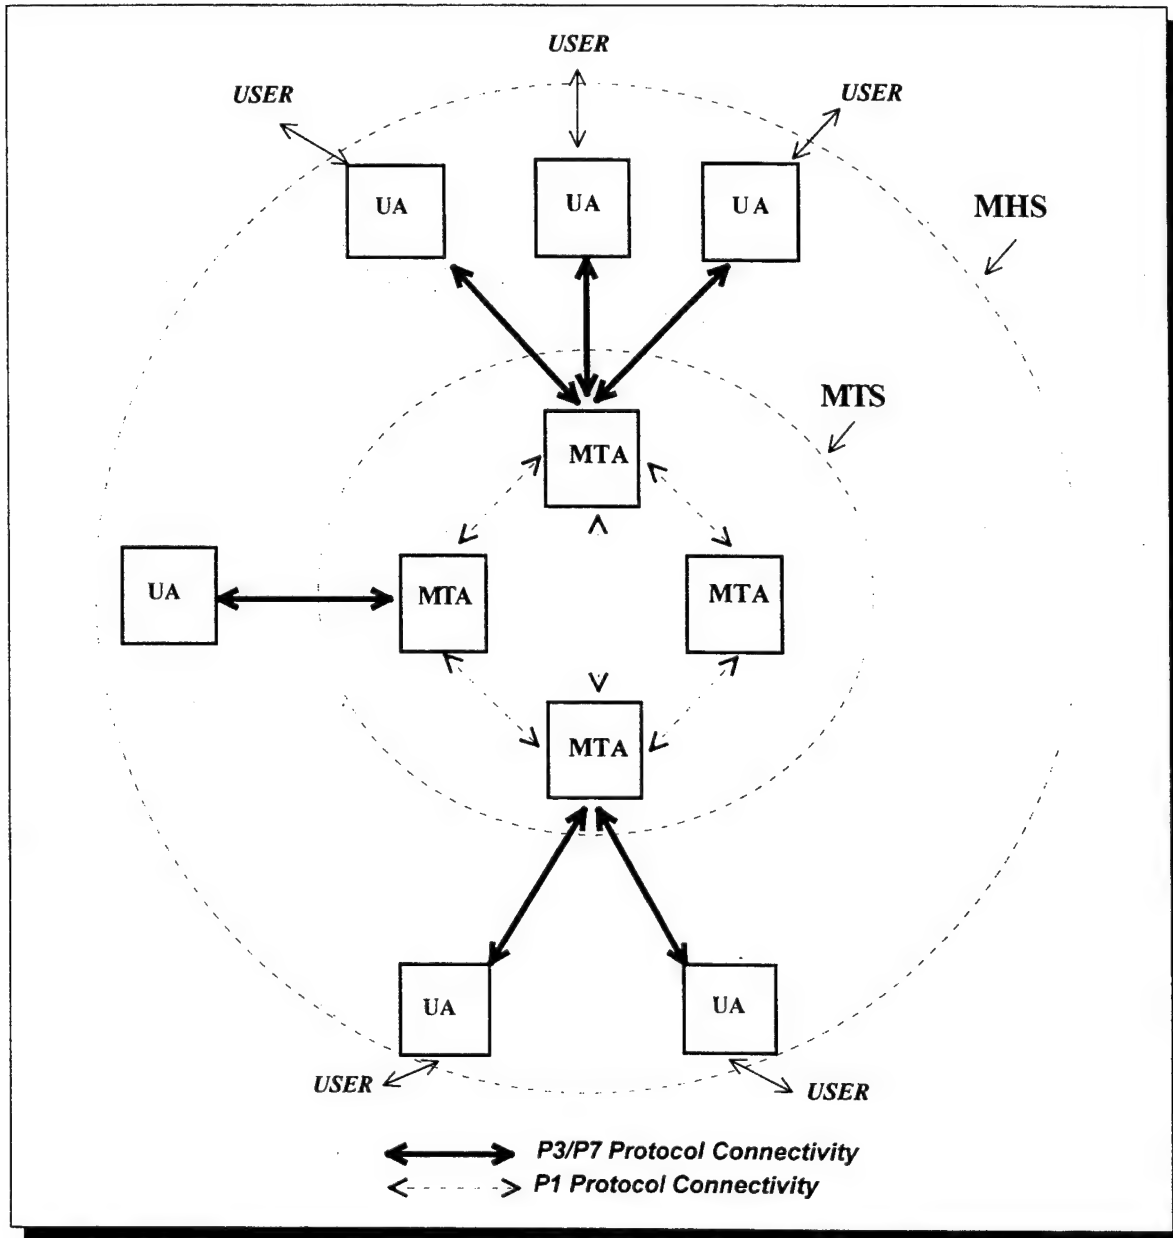 USER
USER
USER
UA
UA
UA
MHS
MTS
MTA
UA
MTA
MTA
MTA
UA
UA
USER
USER
P3/P7 Protocol Connectivity
P1 Protocol Connectivity